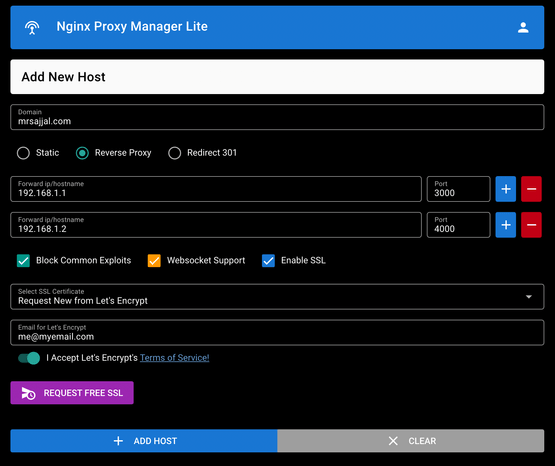 Nginx Proxy Manager Lite
Add New Host
Domain
mrsajjal.com
Static Reverse Proxy Redirect 301
Forward ip/hostname Port
192.168.1.1 3000
Forward ip/hostname Port
192.168.1.2 4000
Block Common Exploits Websocket Support Enable SSL
Select SSL Certificate
Request New from Let's Encrypt
Email for Let's Encrypt
me@myemail.com
I Accept Let's Encrypt's Terms of Service!
REQUEST FREE SSL
ADD HOST CLEAR